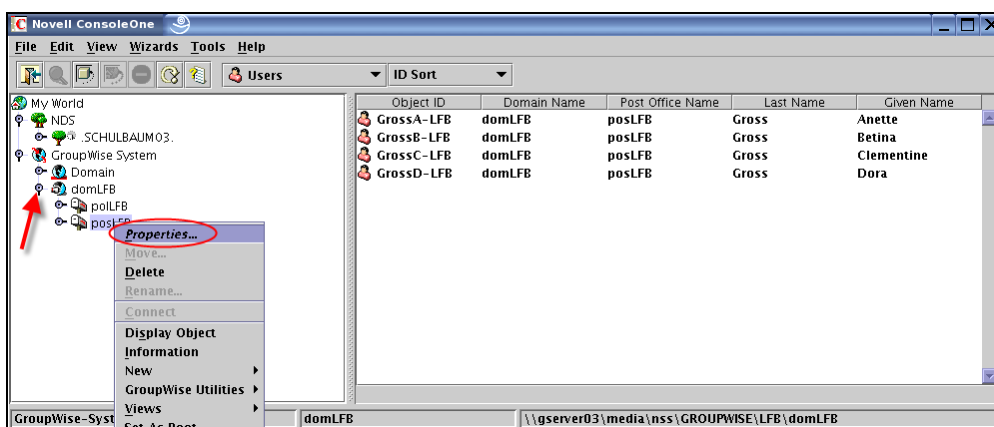 Novell ConsoleOne
File Edit View Wizards Tools Help
Users ID Sort
My World
NDS
.SCHULBAUM03.
GroupWise System
Domain
domLFB
polLFB
posLFB
Object ID Domain Name Post Office Name Last Name Given Name
GrossA-LFB domLFB posLFB Gross Anette
GrossB-LFB domLFB posLFB Gross Betina
GrossC-LFB domLFB posLFB Gross Clementine
GrossD-LFB domLFB posLFB Gross Dora
Properties...
Move...
Delete
Rename...
Connect
Display Object
Information
New
GroupWise Utilities
Views
Set As Root
GroupWise-Syst domLFB \\gserver03\media\nss\GROUPWISE\LFB\domLFB